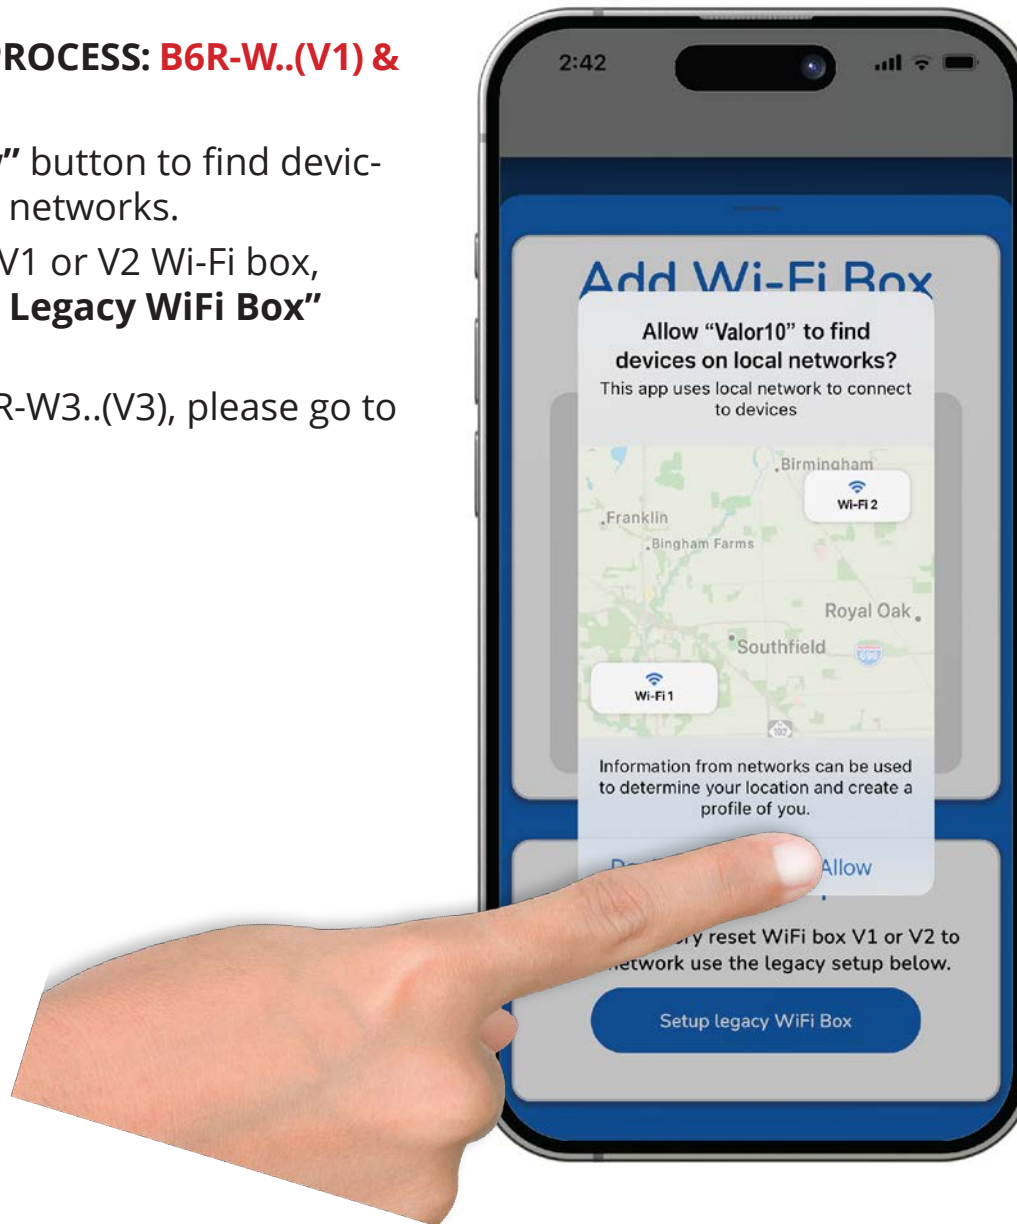 PROCESS: B6R-W..(V1) &
button to find devic-
networks.
V1 or V2 Wi-Fi box,
Legacy WiFi Box"
R-W3..(V3), please go to
2:42
Add Wi-Fi Box
Allow "Valor10" to find
devices on local networks?
This app uses local network to connect
to devices
Birmingham
Wi-Fi 2
Franklin
Bingham Farms
Royal Oak
Southfield
696
Wi-Fi 1
102
Information from networks can be used
to determine your location and create a
profile of you.
Allow
reset WiFi box V1 or V2 to
network use the legacy setup below.
Setup legacy WiFi Box